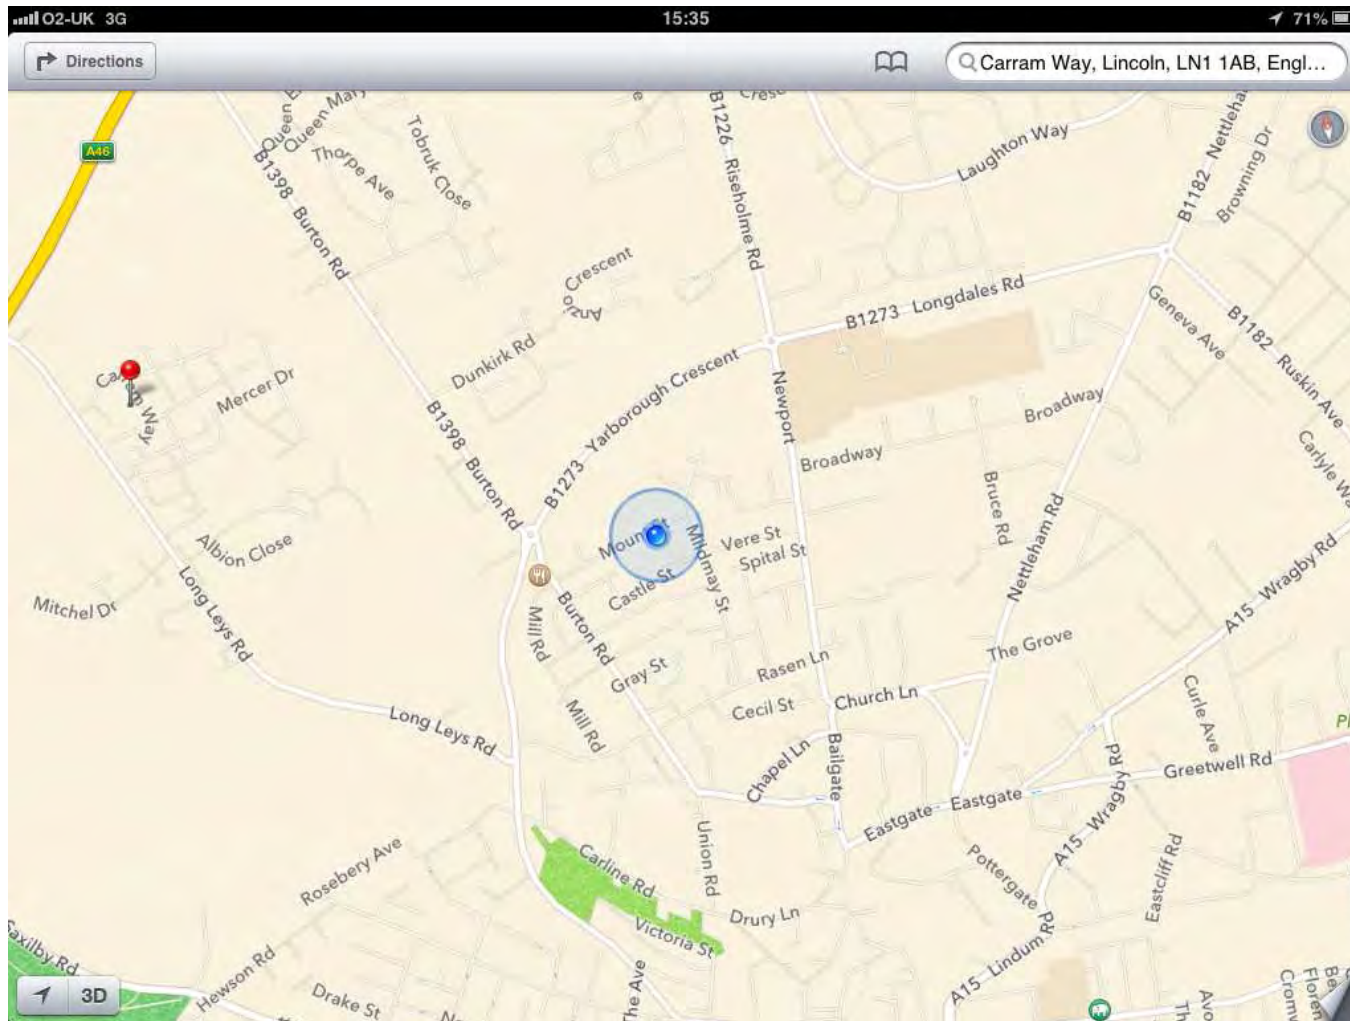 O2-UK 3G
15:35
71%
Directions
Carram Way, Lincoln, LN1 1AB, Engl...
A46
Queen Mary
Thorpe Ave
Tobruk Close
B1398 Burton Rd
B1226 Riseholme Rd
Laughton Way
B1182
Browning Dr
Anzio Crescent
B1273 Longdales Rd
Geneva Ave
B1182 Ruskin Ave
Dunkirk Rd
B1273 Yarborough Crescent
Way
Mercer Dr
B1398 Burton Rd
Newport
Broadway
Broadway
Carlyle
Bruce Rd
Nettleham Rd
Albion Close
Mitchel Dr
Long Leys Rd
Castle St
Mildmay St
Vere St
Spital St
A15 Wragby Rd
Mill Rd
Burton Rd
Gray St
Rasen Ln
The Grove
Cecil St
Church Ln
Curle Ave
Long Leys Rd
Mill Rd
Chapel Ln
Bailgate
A15 Wragby Rd
Greetwell Rd
Eastgate
Eastgate
Rosebery Ave
Carline Rd
Union Rd
Pottergate
Eastcliff Rd
Drury Ln
Victoria St
Saxilby Rd
Hewson Rd
Drake St
The Ave
A15 Lindum Rd
3D